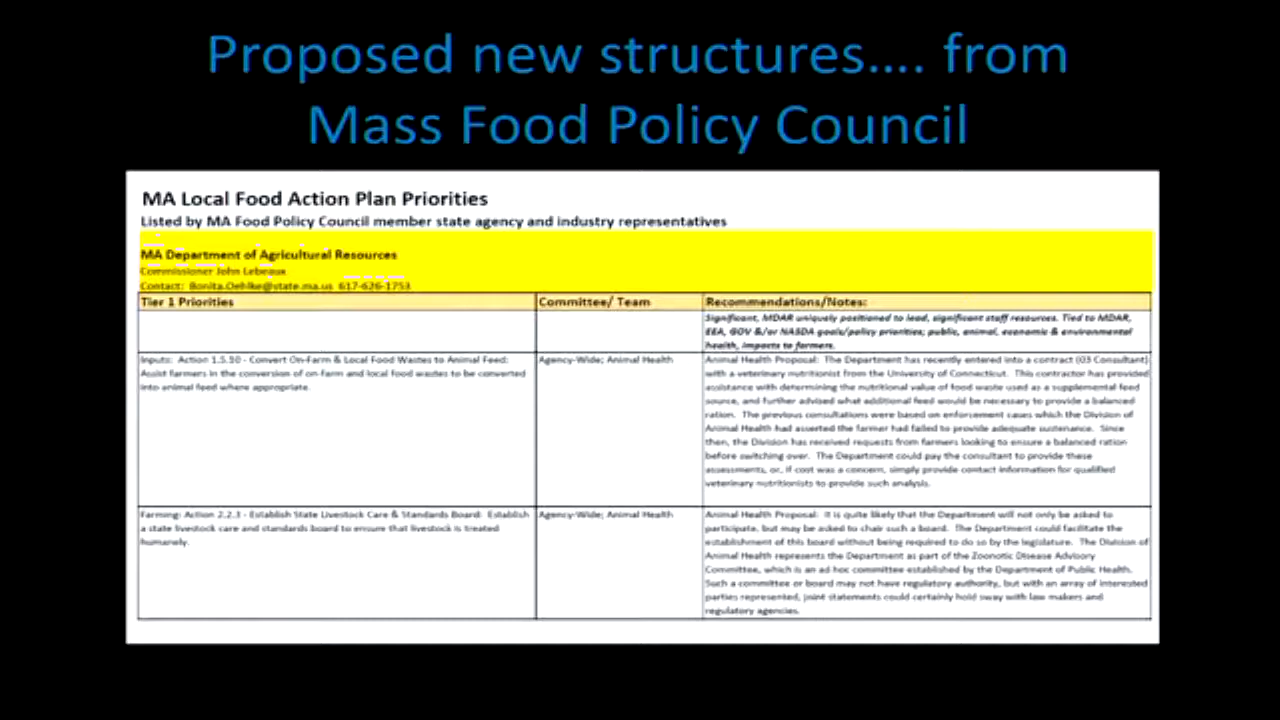 Proposed new structures.... from
Mass Food Policy Council
MA Local Food Action Plan Priorities
Listed by MA Food Policy Council member state agency and industry representatives
MA Department of Agricultural Resources
Commissioner John Lebeaux
Contact: Bonita.Oehlke@state.ma.us 617-626-1753
Tier 1 Priorities
Committee/ Team
Recommendations/Notes:
Significant, MDAR uniquely positioned to lead, significant staff resources. Tied to MDAR,
EEA, GOV &/or NASDA goals/policy priorities; public, animal, economic & environmental
health, impacts to farmers.
Inputs: Action 1.5.10 - Convert On-Farm & Local Food Wastes to Animal Feed:
Assist farmers in the conversion of on-farm and local food wastes to be converted
into animal feed where appropriate.
Agency-Wide; Animal Health
Animal Health Proposal: The Department has recently entered into a contract (03 Consultant)
with a veterinary nutritionist from the University of Connecticut. This contractor has provided
assistance with determining the nutritional value of food waste used as a supplemental feed
source, and further advised what additional feed would be necessary to provide a balanced
ration. The previous consultations were based on enforcement cases which the Division of
Animal Health had asserted the farmer had failed to provide adequate sustenance. Since
then, the Division has received requests from farmers looking to ensure a balanced ration
before switching over. The Department could pay the consultant to provide these
assessments, or, if cost was a concern, simply provide contact information for qualified
veterinary nutritionists to provide such analysis.
Farming: Action 2.2.3 - Establish State Livestock Care & Standards Board: Establish
a state livestock care and standards board to ensure that livestock is treated
humanely.
Agency-Wide; Animal Health
Animal Health Proposal: It is quite likely that the Department will not only be asked to
participate, but may be asked to chair such a board. The Department could facilitate the
establishment of this board without being required to do so by the legislature. The Division of
Animal Health represents the Department as part of the Zoonotic Disease Advisory
Committee, which is an ad hoc committee established by the Department of Public Health.
Such a committee or board may not have regulatory authority, but with an array of interested
parties represented, joint statements could certainly hold sway with law makers and
regulatory agencies.